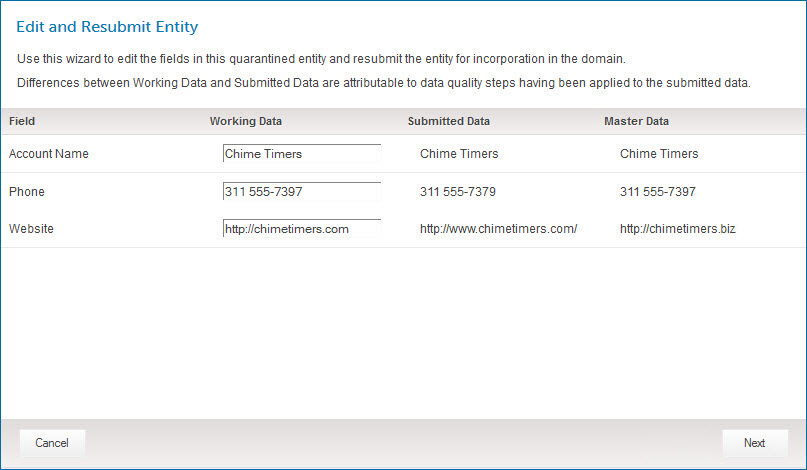 Edit and Resubmit Entity
Use this wizard to edit the fields in this quarantined entity and resubmit the entity for incorporation in the domain.
Differences between Working Data and Submitted Data are attributable to data quality steps having been applied to the submitted data.
Field Working Data Submitted Data Master Data
Account Name Chime Timers Chime Timers Chime Timers
Phone 311 555-7397 311 555-7379 311 555-7397
Website http://chimetimers.com http://www.chimetimers.com/ http://chimetimers.biz
Cancel Next